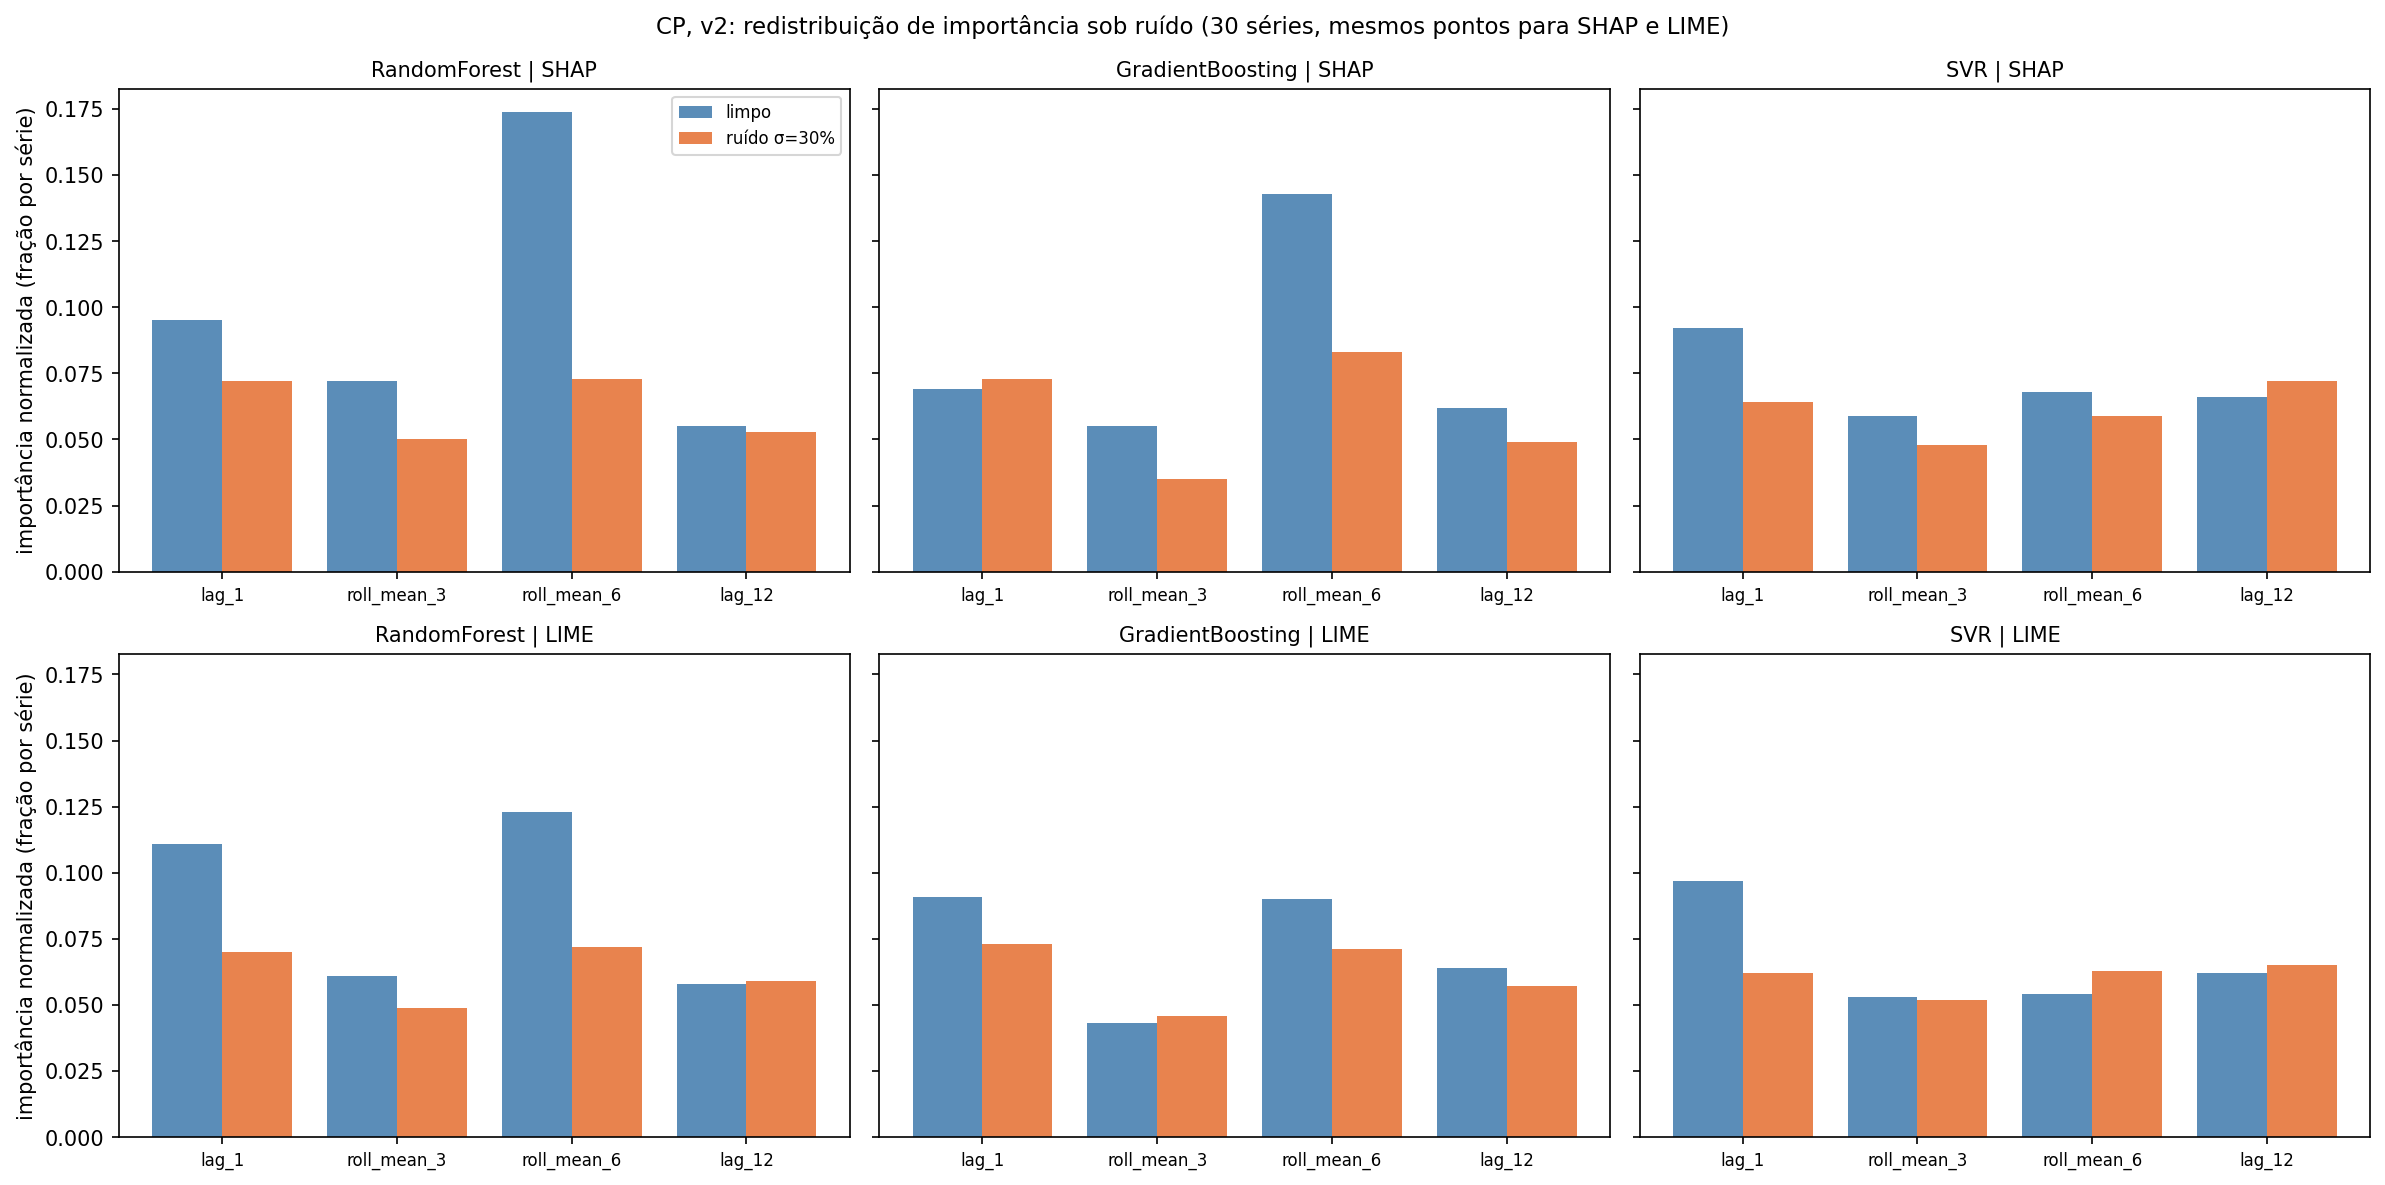 CP, v2: redistribuição de importância sob ruído (30 séries, mesmos pontos para SHAP e LIME)
RandomForest | SHAP
GradientBoosting | SHAP
SVR | SHAP
importância normalizada (fração por série)
0.175
0.150
0.125
0.100
0.075
0.050
0.025
0.000
limpo
ruído σ=30%
lag_1
roll_mean_3
roll_mean_6
lag_12
lag_1
roll_mean_3
roll_mean_6
lag_12
lag_1
roll_mean_3
roll_mean_6
lag_12
RandomForest | LIME
GradientBoosting | LIME
SVR | LIME
importância normalizada (fração por série)
0.175
0.150
0.125
0.100
0.075
0.050
0.025
0.000
lag_1
roll_mean_3
roll_mean_6
lag_12
lag_1
roll_mean_3
roll_mean_6
lag_12
lag_1
roll_mean_3
roll_mean_6
lag_12